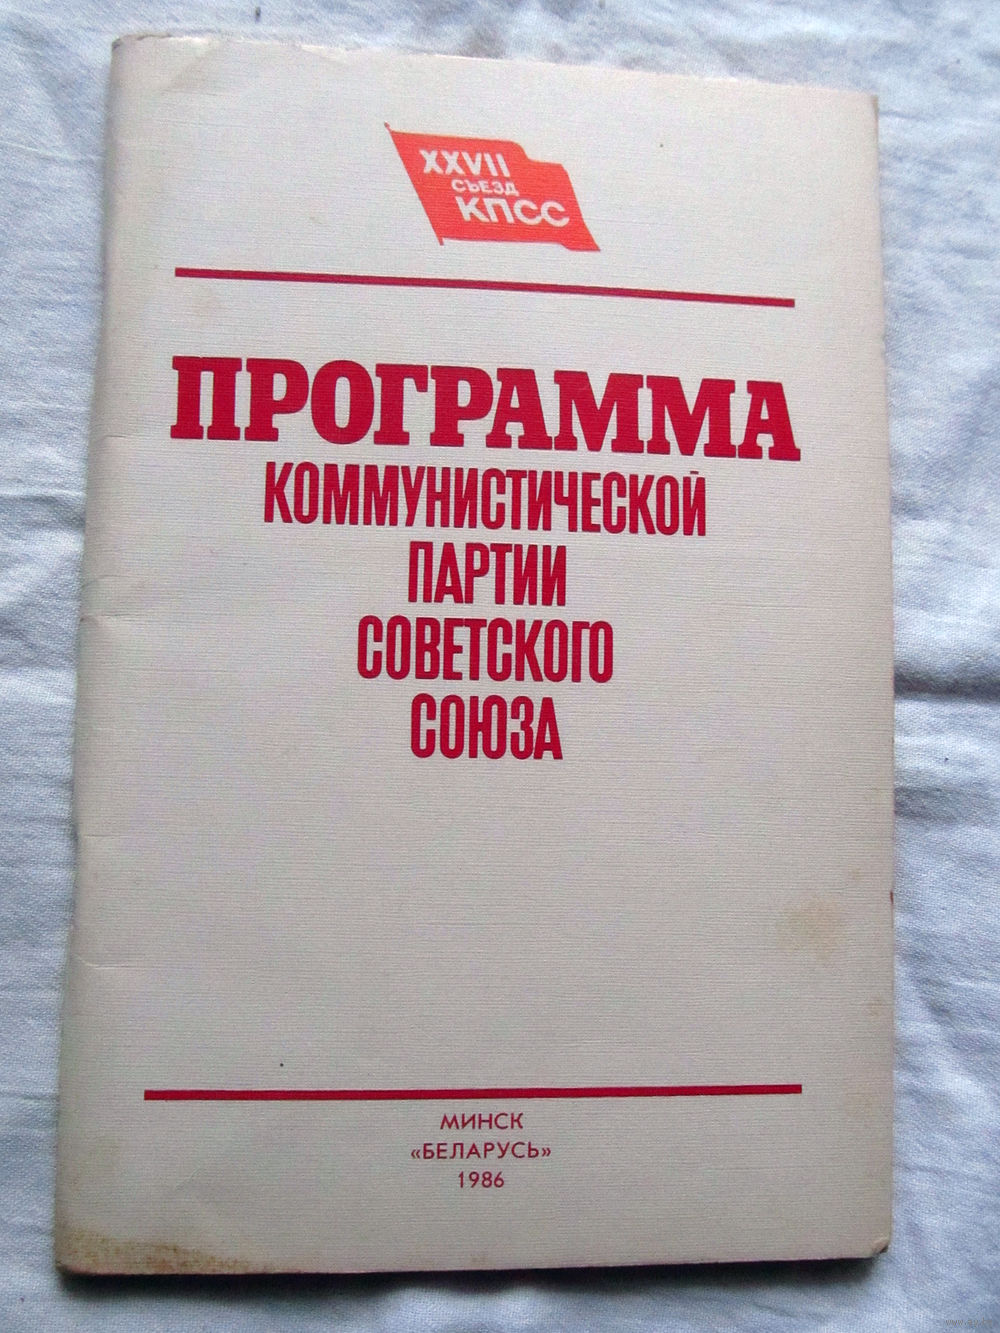 XXVII
СЪЕЗД
КПСС
ПРОГРАММА
КОММУНИСТИЧЕСКОЙ
ПАРТИИ
СОВЕТСКОГО
СОЮЗА
МИНСК
«БЕЛАРУСЬ»
1986